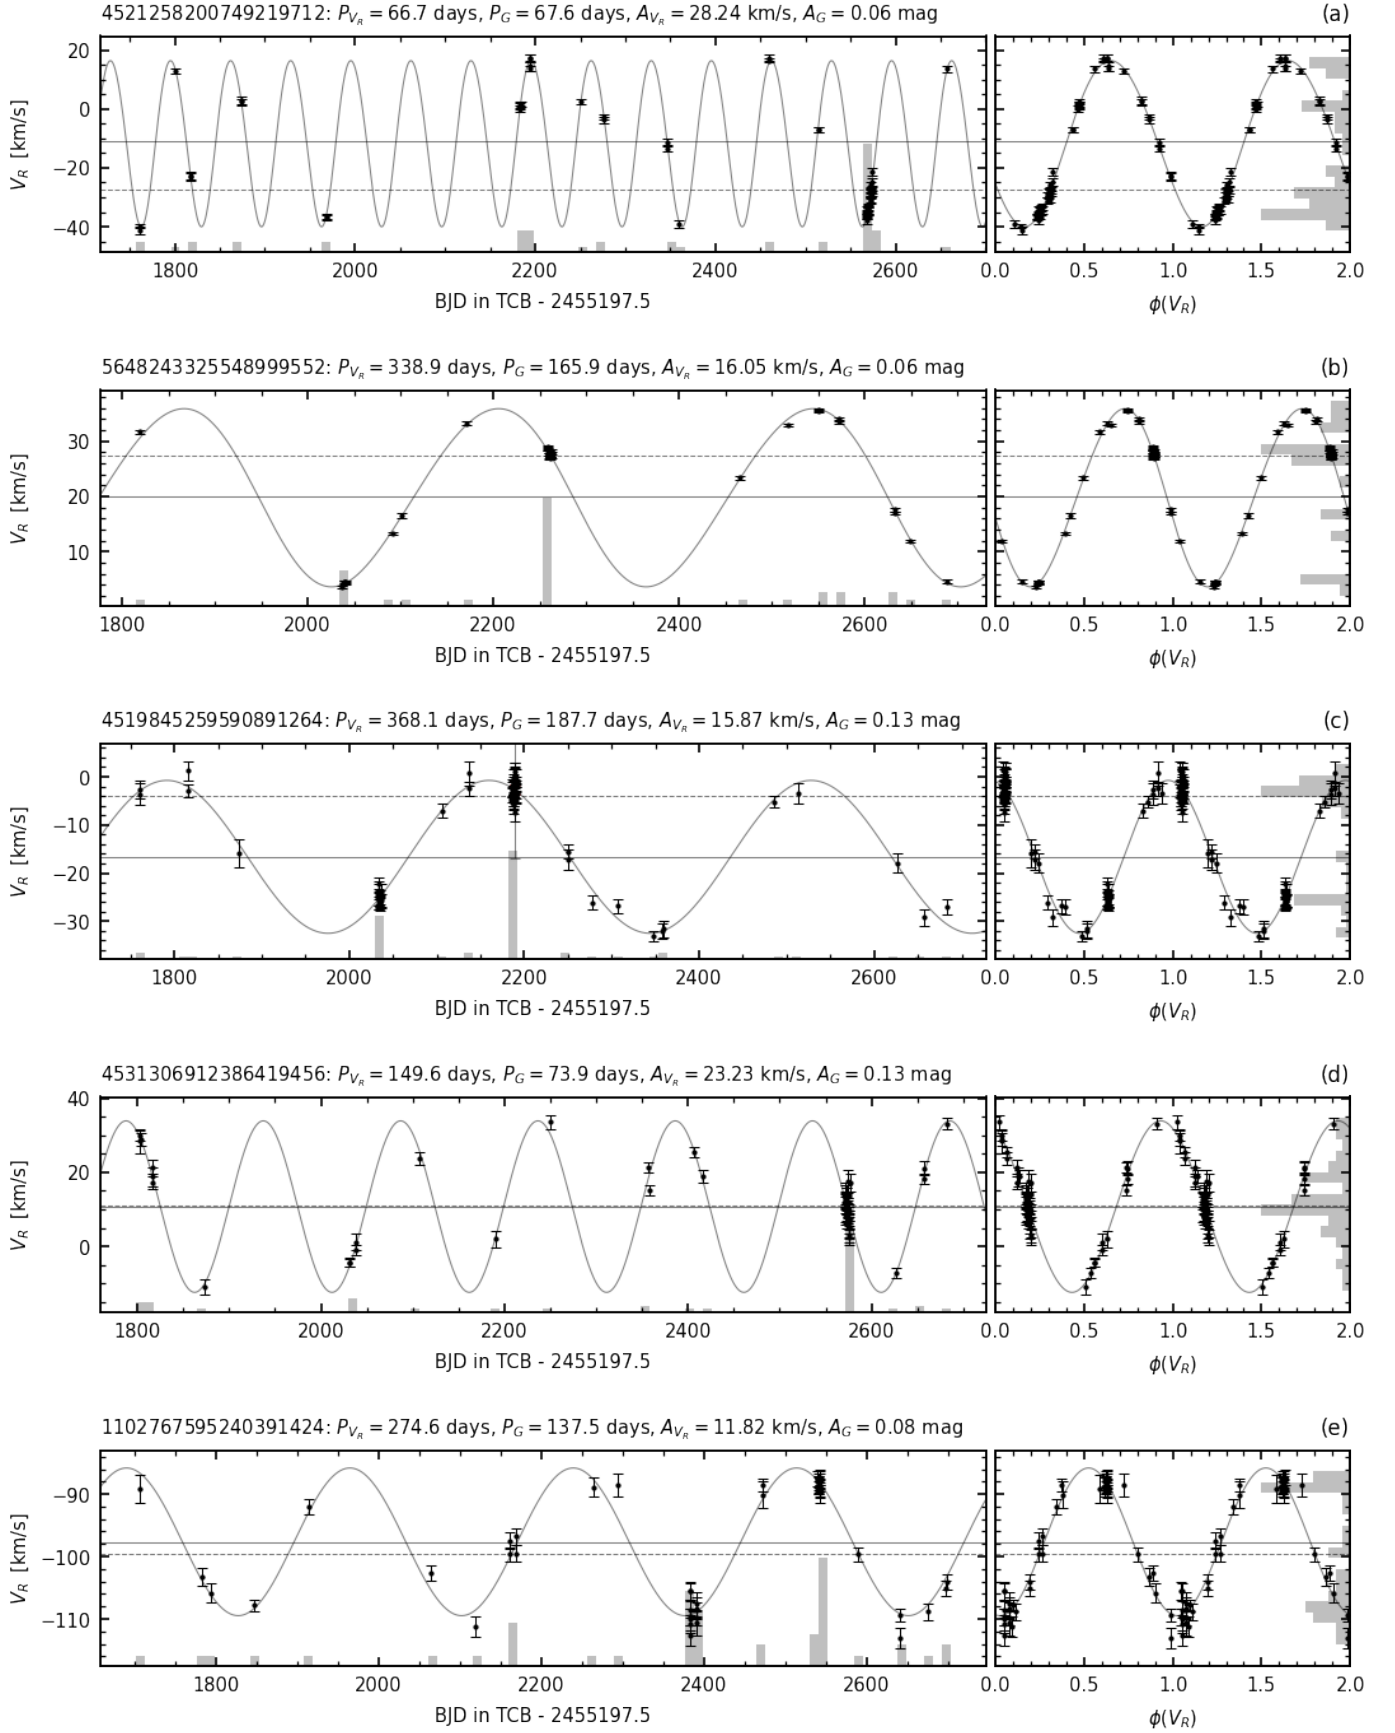 4521258200749219712: P_{V_R} = 66.7 days, P_G = 67.6 days, A_{V_R} = 28.24 km/s, A_G = 0.06 mag (a)
20
0
−20
−40
V_R [km/s]
1800 2000 2200 2400 2600 0.0 0.5 1.0 1.5 2.0
BJD in TCB - 2455197.5 ϕ(V_R)
5648243325548999552: P_{V_R} = 338.9 days, P_G = 165.9 days, A_{V_R} = 16.05 km/s, A_G = 0.06 mag (b)
30
20
10
V_R [km/s]
1800 2000 2200 2400 2600 0.0 0.5 1.0 1.5 2.0
BJD in TCB - 2455197.5 ϕ(V_R)
4519845259590891264: P_{V_R} = 368.1 days, P_G = 187.7 days, A_{V_R} = 15.87 km/s, A_G = 0.13 mag (c)
0
−10
−20
−30
V_R [km/s]
1800 2000 2200 2400 2600 0.0 0.5 1.0 1.5 2.0
BJD in TCB - 2455197.5 ϕ(V_R)
4531306912386419456: P_{V_R} = 149.6 days, P_G = 73.9 days, A_{V_R} = 23.23 km/s, A_G = 0.13 mag (d)
40
20
0
V_R [km/s]
1800 2000 2200 2400 2600 0.0 0.5 1.0 1.5 2.0
BJD in TCB - 2455197.5 ϕ(V_R)
1102767595240391424: P_{V_R} = 274.6 days, P_G = 137.5 days, A_{V_R} = 11.82 km/s, A_G = 0.08 mag (e)
−90
−100
−110
V_R [km/s]
1800 2000 2200 2400 2600 0.0 0.5 1.0 1.5 2.0
BJD in TCB - 2455197.5 ϕ(V_R)